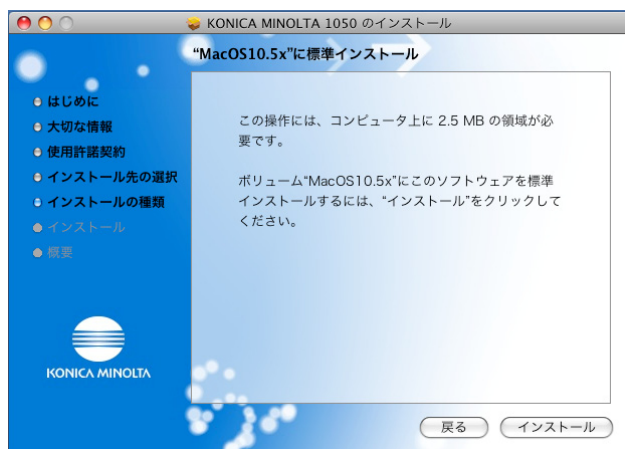 KONICA MINOLTA 1050 のインストール
“MacOS10.5x”に標準インストール
はじめに
大切な情報
使用許諾契約
インストール先の選択
インストールの種類
インストール
概要
この操作には、コンピュータ上に 2.5 MB の領域が必
要です。
ボリューム“MacOS10.5x”にこのソフトウェアを標準
インストールするには、“インストール”をクリックして
ください。
KONICA MINOLTA
戻る
インストール